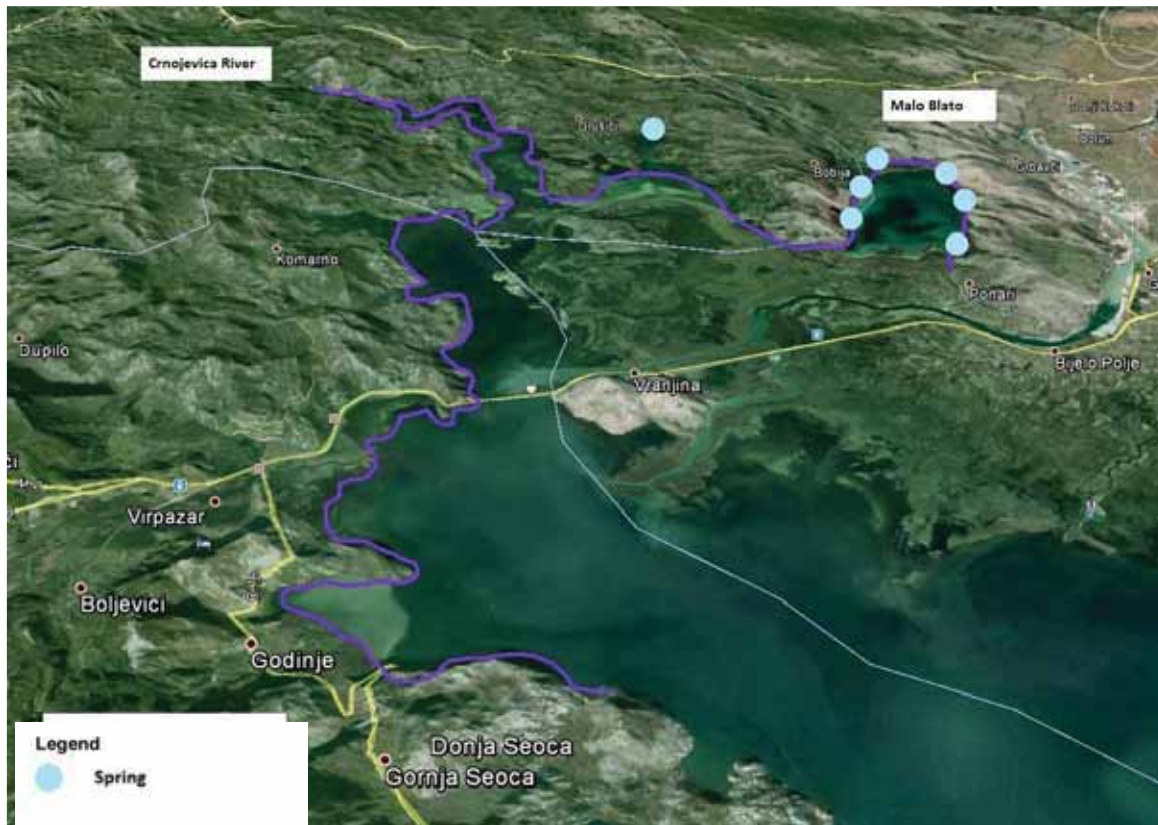 Crnojevica River
Malo Blato
Bobija
Komarno
Ponari
Dupilo
Vranjina
Bijelo Polje
Virpazar
Boljevici
Godinje
Donja Seoca
Gornja Seoca
Legend
Spring